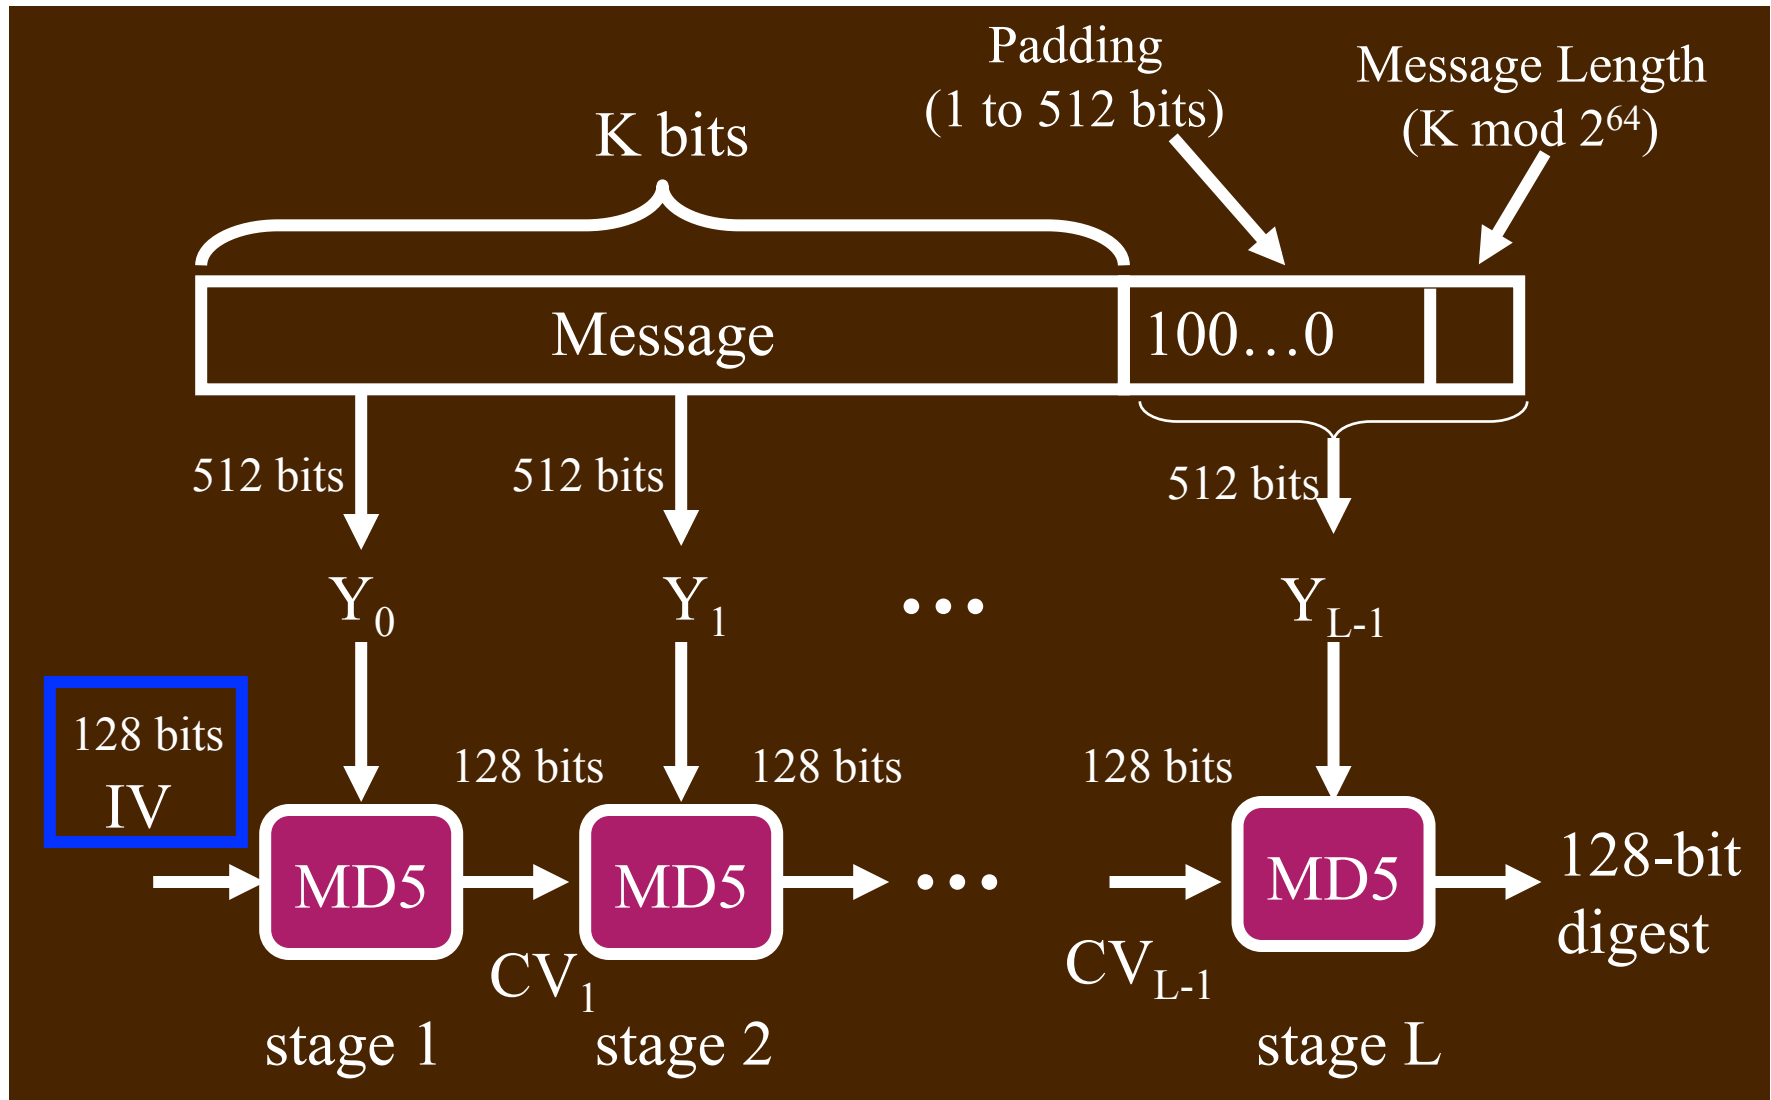 Padding
(1 to 512 bits)
Message Length
(K mod 2⁶⁴)
K bits
Message
100…0
512 bits
512 bits
512 bits
Y₀
Y₁
…
Y_L-1
128 bits
IV
128 bits
128 bits
128 bits
MD5
MD5
…
MD5
128-bit
digest
CV₁
CV_L-1
stage 1
stage 2
stage L